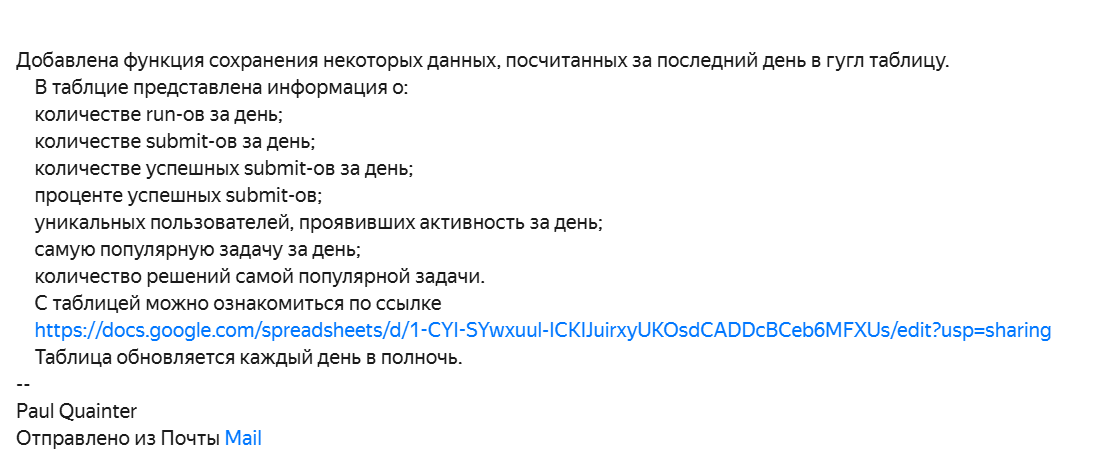 Добавлена функция сохранения некоторых данных, посчитанных за последний день в гугл таблицу.
В таблцие представлена информация о:
количестве run-ов за день;
количестве submit-ов за день;
количестве успешных submit-ов за день;
проценте успешных submit-ов;
уникальных пользователей, проявивших активность за день;
самую популярную задачу за день;
количество решений самой популярной задачи.
С таблицей можно ознакомиться по ссылке
https://docs.google.com/spreadsheets/d/1-CYI-SYwxuul-ICKIJuirxyUKOsdCADDcBCeb6MFXUs/edit?usp=sharing
Таблица обновляется каждый день в полночь.
--
Paul Quainter
Отправлено из Почты Mail